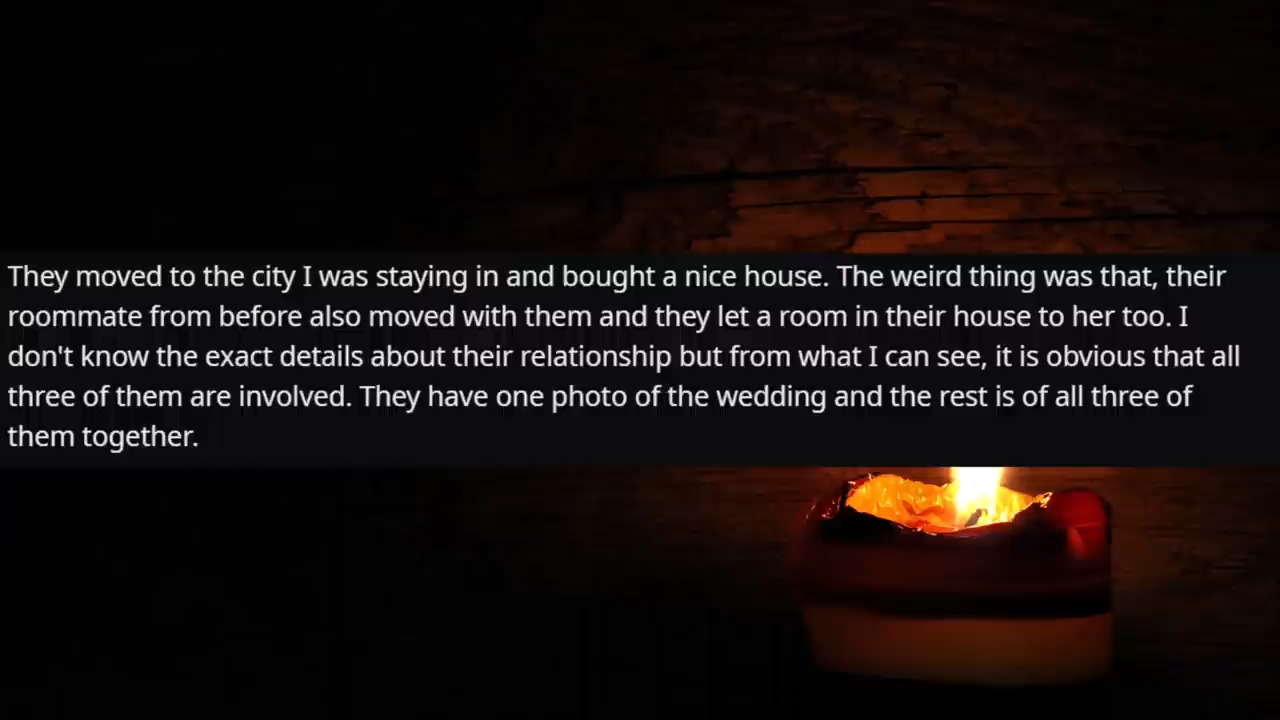 They moved to the city I was staying in and bought a nice house. The weird thing was that, their
roommate from before also moved with them and they let a room in their house to her too. I
don't know the exact details about their relationship but from what I can see, it is obvious that all
three of them are involved. They have one photo of the wedding and the rest is of all three of
them together.